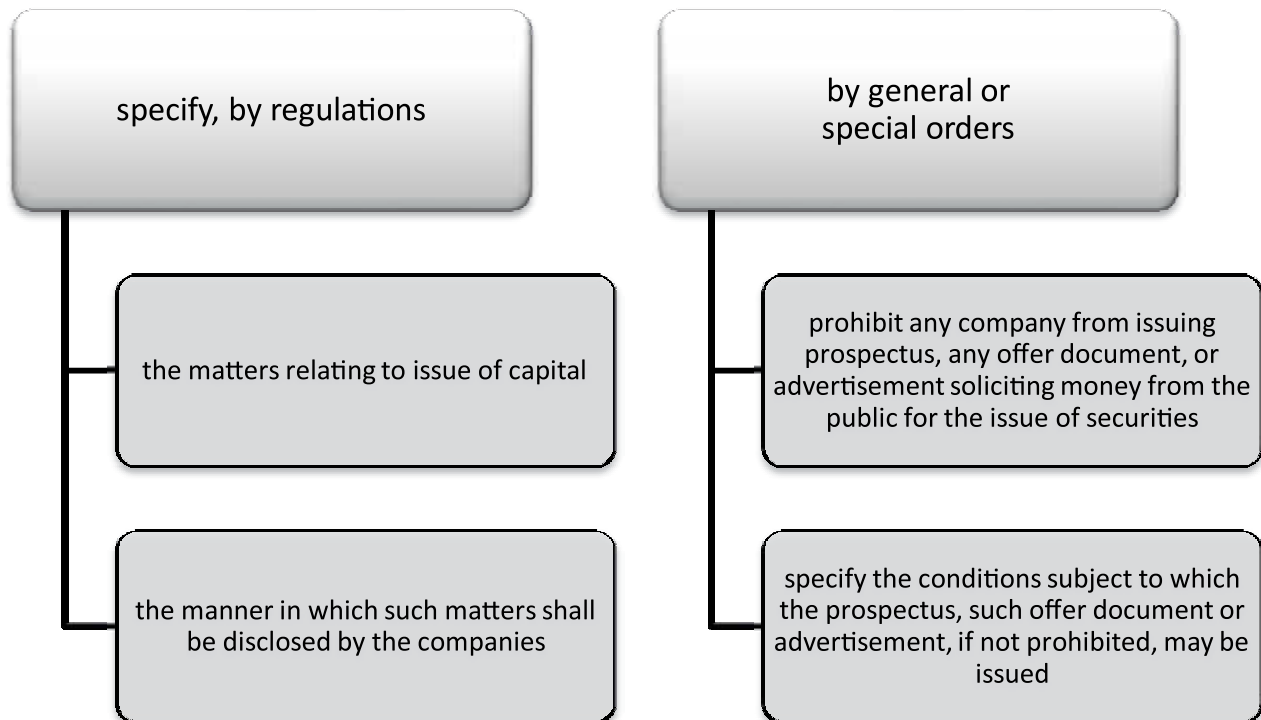 specify, by regulations
the matters relating to issue of capital
the manner in which such matters shall
be disclosed by the companies
by general or
special orders
prohibit any company from issuing
prospectus, any offer document, or
advertisement soliciting money from the
public for the issue of securities
specify the conditions subject to which
the prospectus, such offer document or
advertisement, if not prohibited, may be
issued